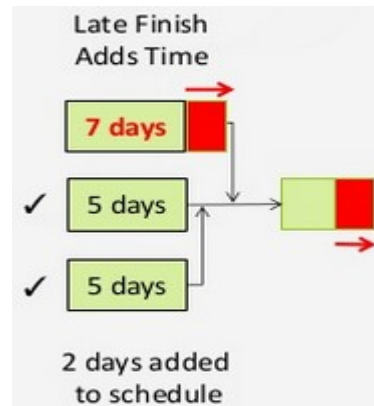 Late Finish
Adds Time
7 days
5 days
5 days
2 days added
to schedule